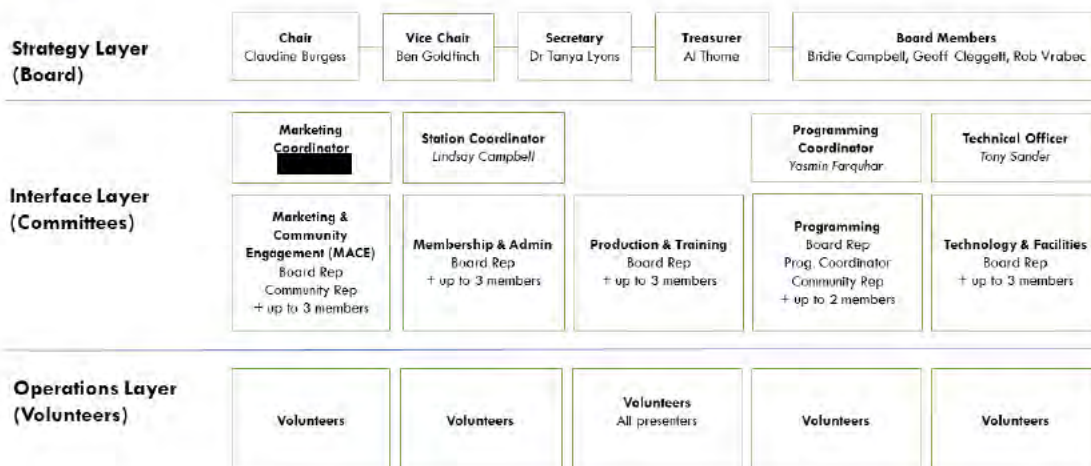 Strategy Layer
(Board)
Chair
Claudine Burgess
Vice Chair
Ben Goldfinch
Secretary
Dr Tanya Lyons
Treasurer
Al Thorne
Board Members
Bridie Campbell, Geoff Cleggett, Rob Vrabec
Interface Layer
(Committees)
Marketing
Coordinator
Station Coordinator
Lindsay Campbell
Programming
Coordinator
Yasmin Farquhar
Technical Officer
Tony Sander
Marketing &
Community
Engagement (MACE)
Board Rep
Community Rep
+ up to 3 members
Membership & Admin
Board Rep
+ up to 3 members
Production & Training
Board Rep
+ up to 3 members
Programming
Board Rep
Prog. Coordinator
Community Rep
+ up to 2 members
Technology & Facilities
Board Rep
+ up to 3 members
Operations Layer
(Volunteers)
Volunteers
Volunteers
Volunteers
All presenters
Volunteers
Volunteers